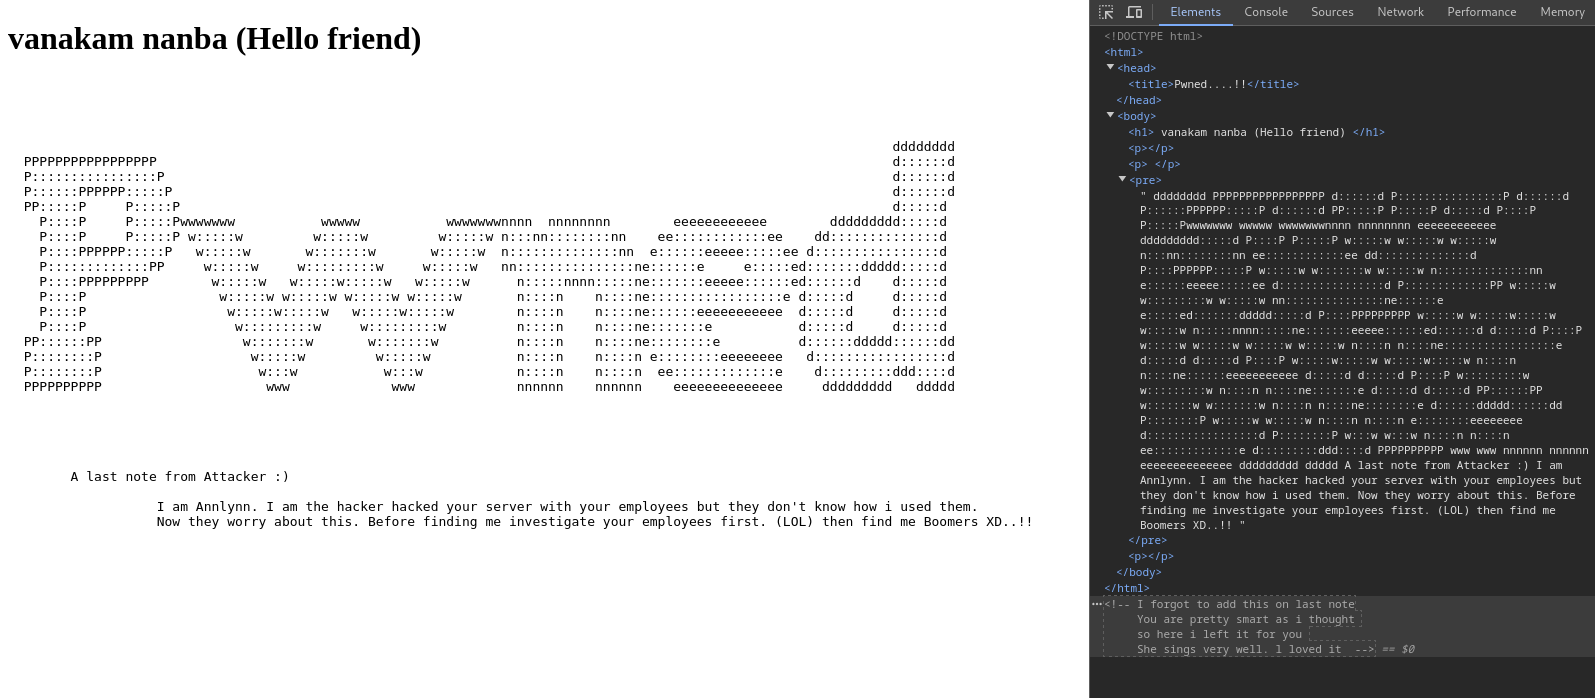 vanakam nanba (Hello friend)
dddddddd
PPPPPPPPPPPPPPPPP d::::::d
P::::::::::::::::P d::::::d
P::::::PPPPPP:::::P d::::::d
PP:::::P P:::::P d:::::d
P::::P P:::::Pwwwwwww wwwww wwwwwwwnnnn nnnnnnnn eeeeeeeeeeee ddddddddd:::::d
P::::P P:::::P w:::::w w:::::w w:::::w n:::nn::::::::nn ee::::::::::::ee dd::::::::::::::d
P::::PPPPPP:::::P w:::::w w:::::::w w:::::w n::::::::::::::nn e::::::eeeee:::::ee d::::::::::::::::d
P:::::::::::::PP w:::::w w:::::::::w w:::::w nn:::::::::::::::ne::::::e e:::::ed:::::::ddddd:::::d
P::::PPPPPPPPP w:::::w w:::::w:::::w w:::::w n:::::nnnn:::::ne:::::::eeeee::::::ed::::::d d:::::d
P::::P w:::::w w:::::w w:::::w w:::::w n::::n n::::ne:::::::::::::::::e d:::::d d:::::d
P::::P w:::::w:::::w w:::::w:::::w n::::n n::::ne::::::eeeeeeeeeee d:::::d d:::::d
P::::P w:::::::::w w:::::::::w n::::n n::::ne:::::::e d:::::d d:::::d
PP::::::PP w:::::::w w:::::::w n::::n n::::ne::::::::e d::::::ddddd::::::dd
P::::::::P w:::::w w:::::w n::::n n::::n e::::::::eeeeeeee d:::::::::::::::::d
P::::::::P w:::w w:::w n::::n n::::n ee:::::::::::::e d:::::::::ddd::::d
PPPPPPPPPP www www nnnnnn nnnnnn eeeeeeeeeeeeee ddddddddd ddddd
A last note from Attacker :)
I am Annlynn. I am the hacker hacked your server with your employees but they don't know how i used them.
Now they worry about this. Before finding me investigate your employees first. (LOL) then find me Boomers XD..!!
Elements Console Sources Network Performance Memory
<!DOCTYPE html>
<html>
<head>
<title>Pwned....!!</title>
</head>
<body>
<h1> vanakam nanba (Hello friend) </h1>
<p></p>
<p> </p>
<pre>
" dddddddd PPPPPPPPPPPPPPPPP d::::::d P::::::::::::::::P d::::::d
P::::::PPPPPP:::::P d::::::d PP:::::P P:::::P d:::::d P::::P
P:::::Pwwwwwww wwwww wwwwwwwnnnn nnnnnnnn eeeeeeeeeeee
ddddddddd:::::d P::::P P:::::P w:::::w w:::::w w:::::w
n:::nn::::::::nn ee::::::::::::ee dd::::::::::::::d
P::::PPPPPP:::::P w:::::w w:::::::w w:::::w n::::::::::::::nn
e::::::eeeee:::::ee d::::::::::::::::d P:::::::::::::PP w:::::w
w:::::::::w w:::::w nn:::::::::::::::ne::::::e
e:::::ed:::::::ddddd:::::d P::::PPPPPPPPP w:::::w w:::::w:::::w
w:::::w n:::::nnnn:::::ne:::::::eeeee::::::ed::::::d d:::::d P::::P
w:::::w w:::::w w:::::w w:::::w n::::n n::::ne:::::::::::::::::e
d:::::d d:::::d P::::P w:::::w:::::w w:::::w:::::w n::::n
n::::ne::::::eeeeeeeeeee d:::::d d:::::d P::::P w:::::::::w
w:::::::::w n::::n n::::ne:::::::e d:::::d d:::::d PP::::::PP
w:::::::w w:::::::w n::::n n::::ne::::::::e d::::::ddddd::::::dd
P::::::::P w:::::w w:::::w n::::n n::::n e::::::::eeeeeeee
d:::::::::::::::::d P::::::::P w:::w w:::w n::::n n::::n
ee:::::::::::::e d:::::::::ddd::::d PPPPPPPPPP www www nnnnnn nnnnnn
eeeeeeeeeeeeee ddddddddd ddddd A last note from Attacker :) I am
Annlynn. I am the hacker hacked your server with your employees but
they don't know how i used them. Now they worry about this. Before
finding me investigate your employees first. (LOL) then find me
Boomers XD..!! "
</pre>
<p></p>
</body>
</html>
<!-- I forgot to add this on last note
You are pretty smart as i thought
so here i left it for you
She sings very well. l loved it --> == $0